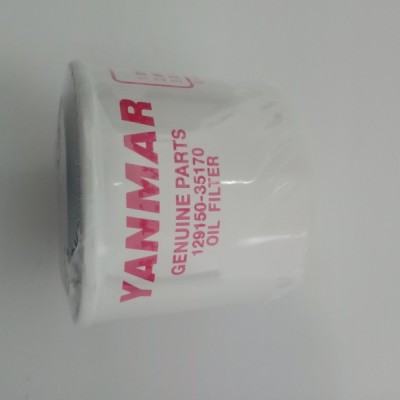 YANMAR
GENUINE PARTS
129150-35170
OIL FILTER